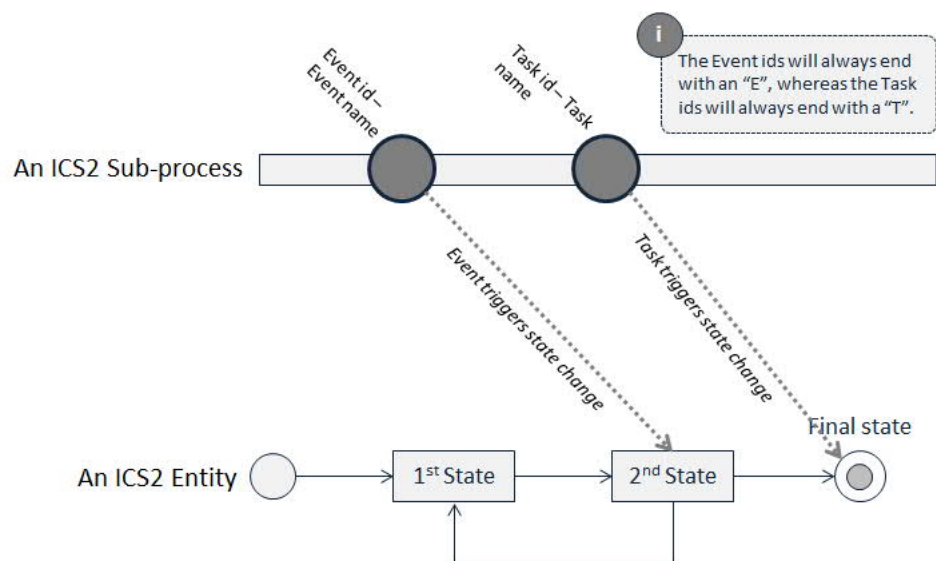 i
The Event ids will always end
with an “E”, whereas the Task
ids will always end with a “T”.
Event id –
Event name
Task id – Task
name
An ICS2 Sub-process
Event triggers state change
Task triggers state change
Final state
An ICS2 Entity
1st State
2nd State